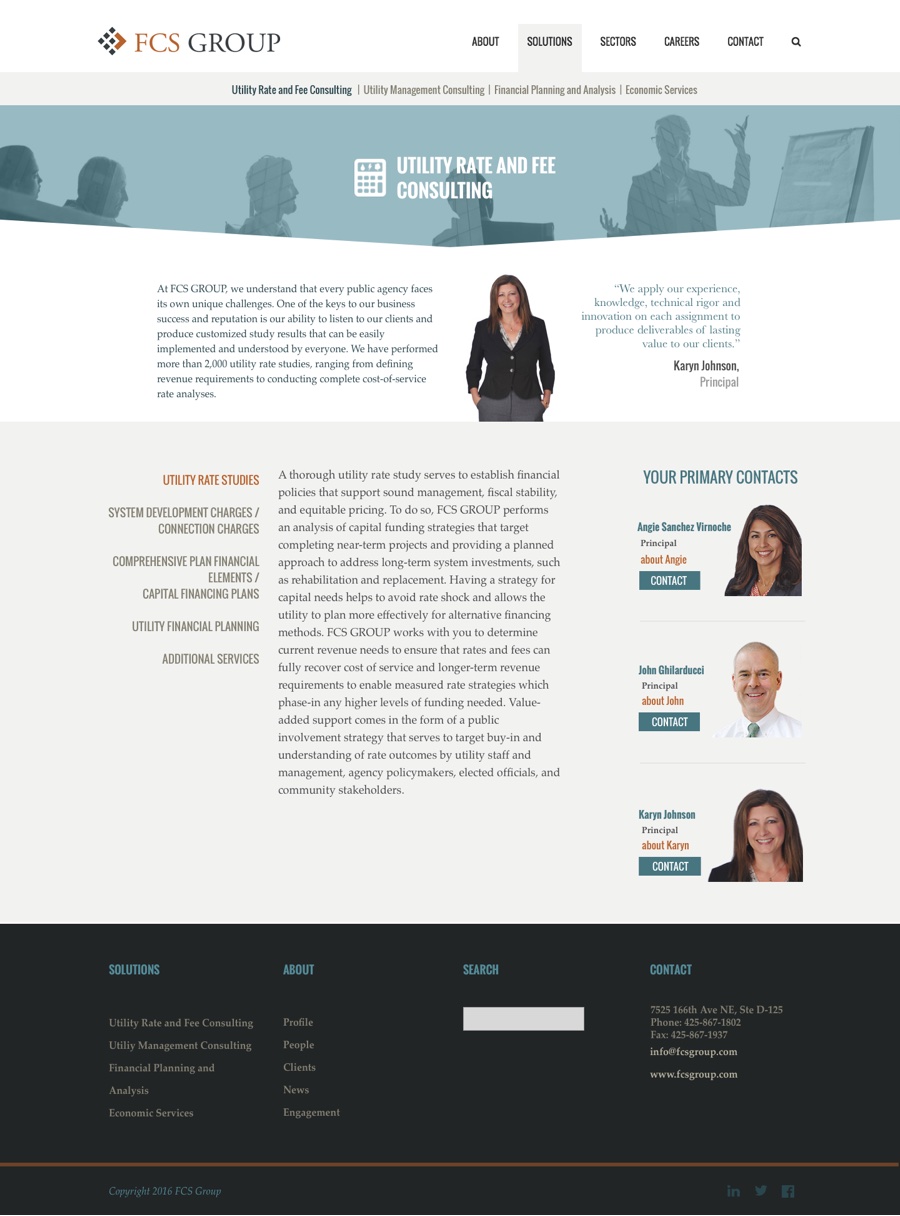 FCS GROUP
ABOUT
SOLUTIONS
SECTORS
CAREERS
CONTACT
Utility Rate and Fee Consulting | Utility Management Consulting | Financial Planning and Analysis | Economic Services
UTILITY RATE AND FEE
CONSULTING
At FCS GROUP, we understand that every public agency faces
its own unique challenges. One of the keys to our business
success and reputation is our ability to listen to our clients and
produce customized study results that can be easily
implemented and understood by everyone. We have performed
more than 2,000 utility rate studies, ranging from defining
revenue requirements to conducting complete cost-of-service
rate analyses.
“We apply our experience,
knowledge, technical rigor and
innovation on each assignment to
produce deliverables of lasting
value to our clients.”
Karyn Johnson,
Principal
UTILITY RATE STUDIES
SYSTEM DEVELOPMENT CHARGES /
CONNECTION CHARGES
COMPREHENSIVE PLAN FINANCIAL
ELEMENTS /
CAPITAL FINANCING PLANS
UTILITY FINANCIAL PLANNING
ADDITIONAL SERVICES
A thorough utility rate study serves to establish financial
policies that support sound management, fiscal stability,
and equitable pricing. To do so, FCS GROUP performs
an analysis of capital funding strategies that target
completing near-term projects and providing a planned
approach to address long-term system investments, such
as rehabilitation and replacement. Having a strategy for
capital needs helps to avoid rate shock and allows the
utility to plan more effectively for alternative financing
methods. FCS GROUP works with you to determine
current revenue needs to ensure that rates and fees can
fully recover cost of service and longer-term revenue
requirements to enable measured rate strategies which
phase-in any higher levels of funding needed. Value-
added support comes in the form of a public
involvement strategy that serves to target buy-in and
understanding of rate outcomes by utility staff and
management, agency policymakers, elected officials, and
community stakeholders.
YOUR PRIMARY CONTACTS
Angie Sanchez Virnoche
Principal
about Angie
CONTACT
John Ghilarducci
Principal
about John
CONTACT
Karyn Johnson
Principal
about Karyn
CONTACT
SOLUTIONS
Utility Rate and Fee Consulting
Utiliy Management Consulting
Financial Planning and
Analysis
Economic Services
ABOUT
Profile
People
Clients
News
Engagement
SEARCH
CONTACT
7525 166th Ave NE, Ste D-125
Phone: 425-867-1802
Fax: 425-867-1937
info@fcsgroup.com
www.fcsgroup.com
Copyright 2016 FCS Group